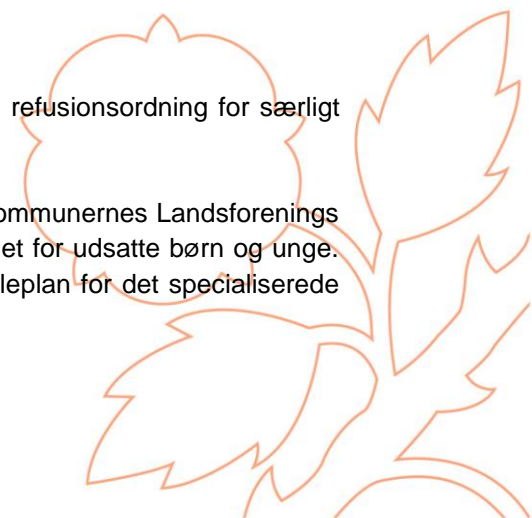 refusionsordning for særligt
ommunernes Landsforenings
et for udsatte børn og unge.
leplan for det specialiserede